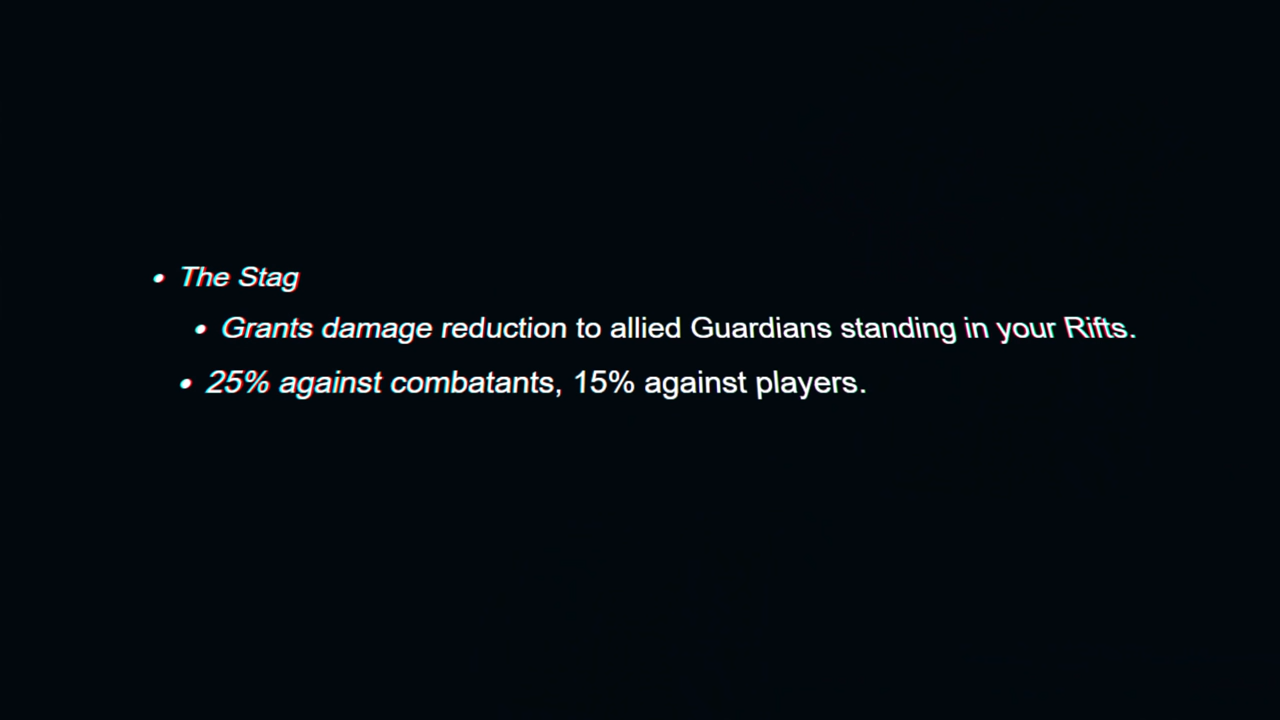 • The Stag
• Grants damage reduction to allied Guardians standing in your Rifts.
• 25% against combatants, 15% against players.